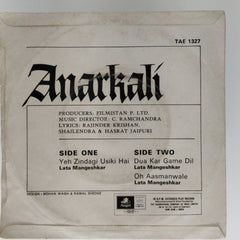 TAE 1327
Anarkali
PRODUCERS: FILMISTAN P. LTD.
MUSIC DIRECTOR: C. RAMCHANDRA
LYRICS: RAJINDER KRISHAN,
SHAILENDRA & HASRAT JAIPURI
SIDE ONE
Yeh Zindagi Usiki Hai
Lata Mangeshkar
SIDE TWO
Dua Kar Game Dil
Lata Mangeshkar
Oh Aasmanwale
Lata Mangeshkar